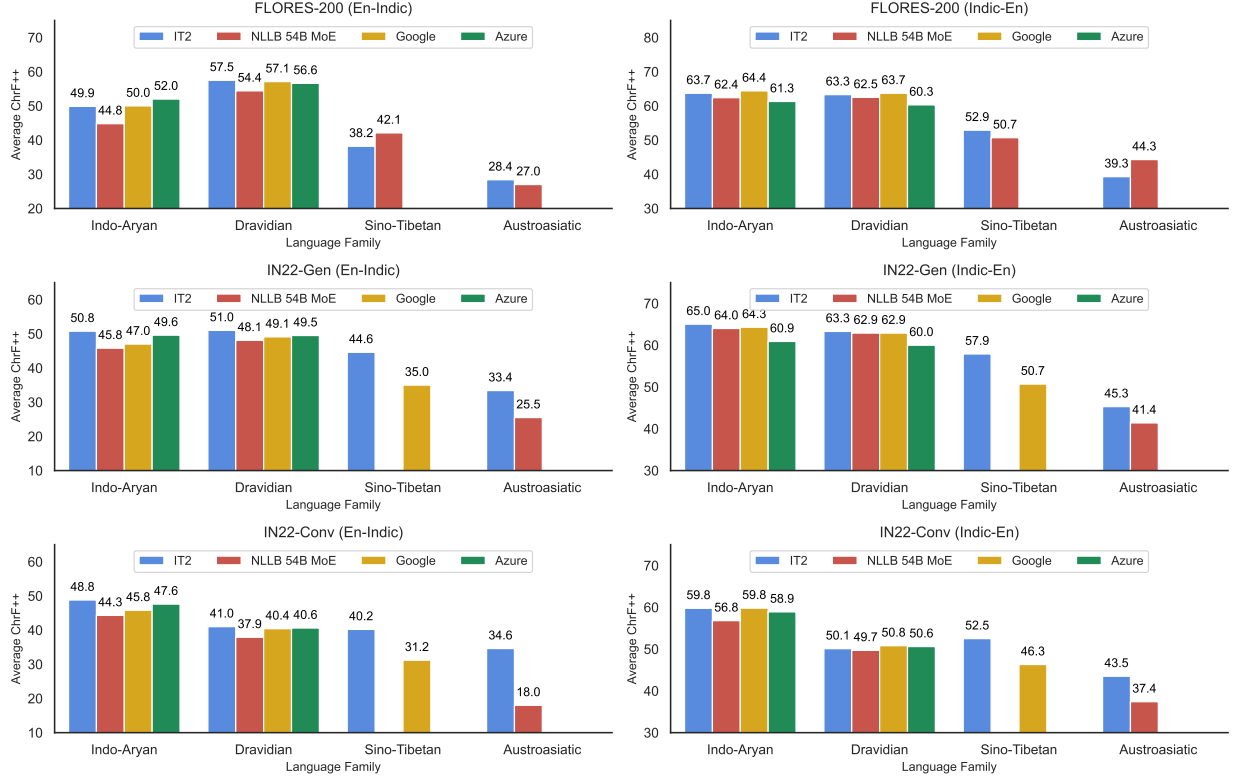 FLORES-200 (En-Indic)
IT2 NLLB 54B MoE Google Azure
Average ChrF++
70
60
50
40
30
20
49.9 44.8 50.0 52.0
57.5 54.4 57.1 56.6
38.2 42.1
28.4 27.0
Indo-Aryan Dravidian Sino-Tibetan Austroasiatic
Language Family
FLORES-200 (Indic-En)
IT2 NLLB 54B MoE Google Azure
Average ChrF++
80
70
60
50
40
30
63.7 62.4 64.4 61.3
63.3 62.5 63.7 60.3
52.9 50.7
39.3 44.3
Indo-Aryan Dravidian Sino-Tibetan Austroasiatic
Language Family
IN22-Gen (En-Indic)
IT2 NLLB 54B MoE Google Azure
Average ChrF++
60
50
40
30
20
10
50.8 45.8 47.0 49.6
51.0 48.1 49.1 49.5
44.6 35.0
33.4 25.5
Indo-Aryan Dravidian Sino-Tibetan Austroasiatic
Language Family
IN22-Gen (Indic-En)
IT2 NLLB 54B MoE Google Azure
Average ChrF++
70
60
50
40
30
65.0 64.0 64.3 60.9
63.3 62.9 62.9 60.0
57.9 50.7
45.3 41.4
Indo-Aryan Dravidian Sino-Tibetan Austroasiatic
Language Family
IN22-Conv (En-Indic)
IT2 NLLB 54B MoE Google Azure
Average ChrF++
60
50
40
30
20
10
48.8 44.3 45.8 47.6
41.0 37.9 40.4 40.6
40.2 31.2
34.6 18.0
Indo-Aryan Dravidian Sino-Tibetan Austroasiatic
Language Family
IN22-Conv (Indic-En)
IT2 NLLB 54B MoE Google Azure
Average ChrF++
70
60
50
40
30
59.8 56.8 59.8 58.9
50.1 49.7 50.8 50.6
52.5 46.3
43.5 37.4
Indo-Aryan Dravidian Sino-Tibetan Austroasiatic
Language Family